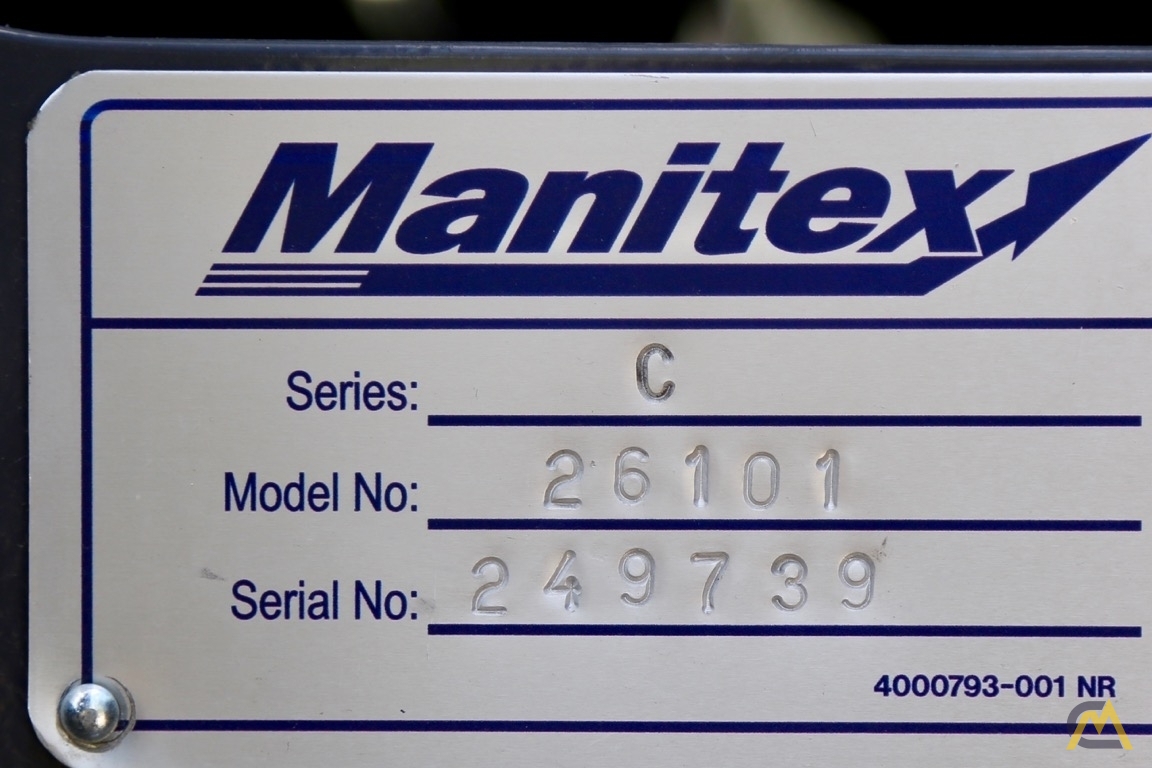 Manitex
Series: C
Model No: 26101
Serial No: 249739
4000793-001 NR